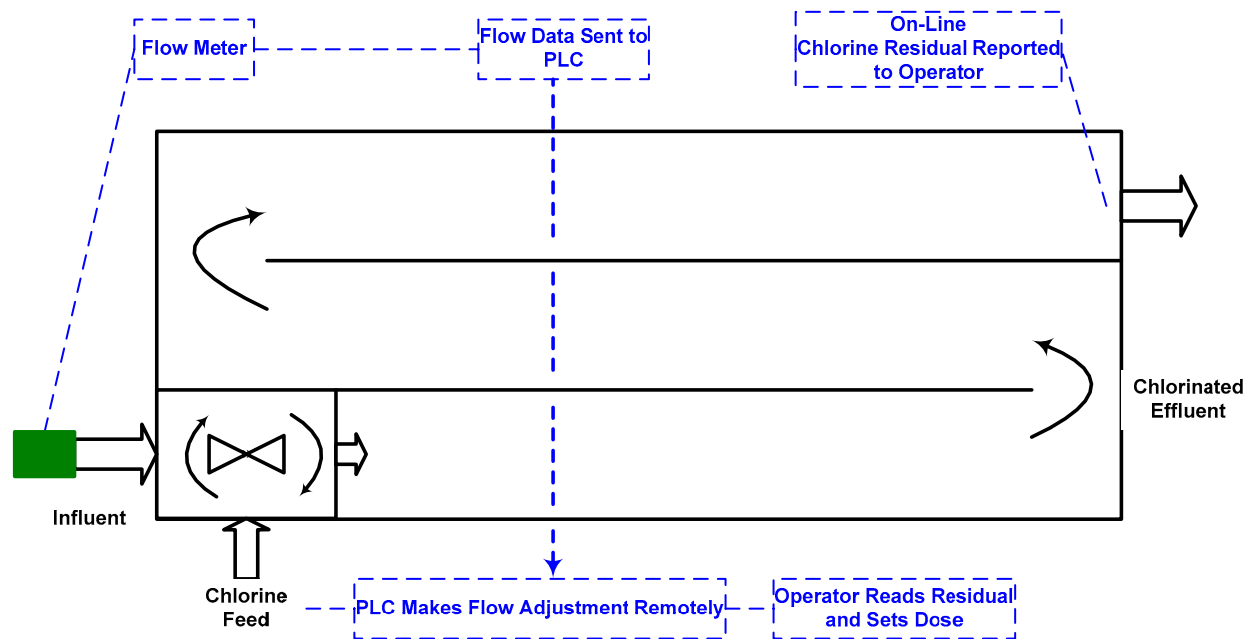 Flow Meter
Flow Data Sent to
PLC
On-Line
Chlorine Residual Reported
to Operator
Chlorinated
Effluent
Influent
Chlorine
Feed
PLC Makes Flow Adjustment Remotely
Operator Reads Residual
and Sets Dose